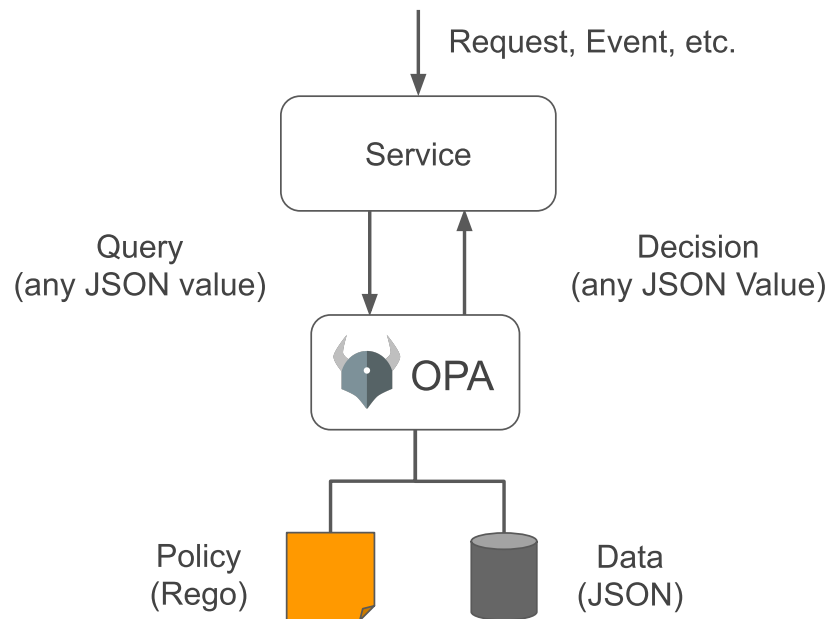 Request, Event, etc.
Service
Query
(any JSON value)
Decision
(any JSON Value)
OPA
Policy
(Rego)
Data
(JSON)